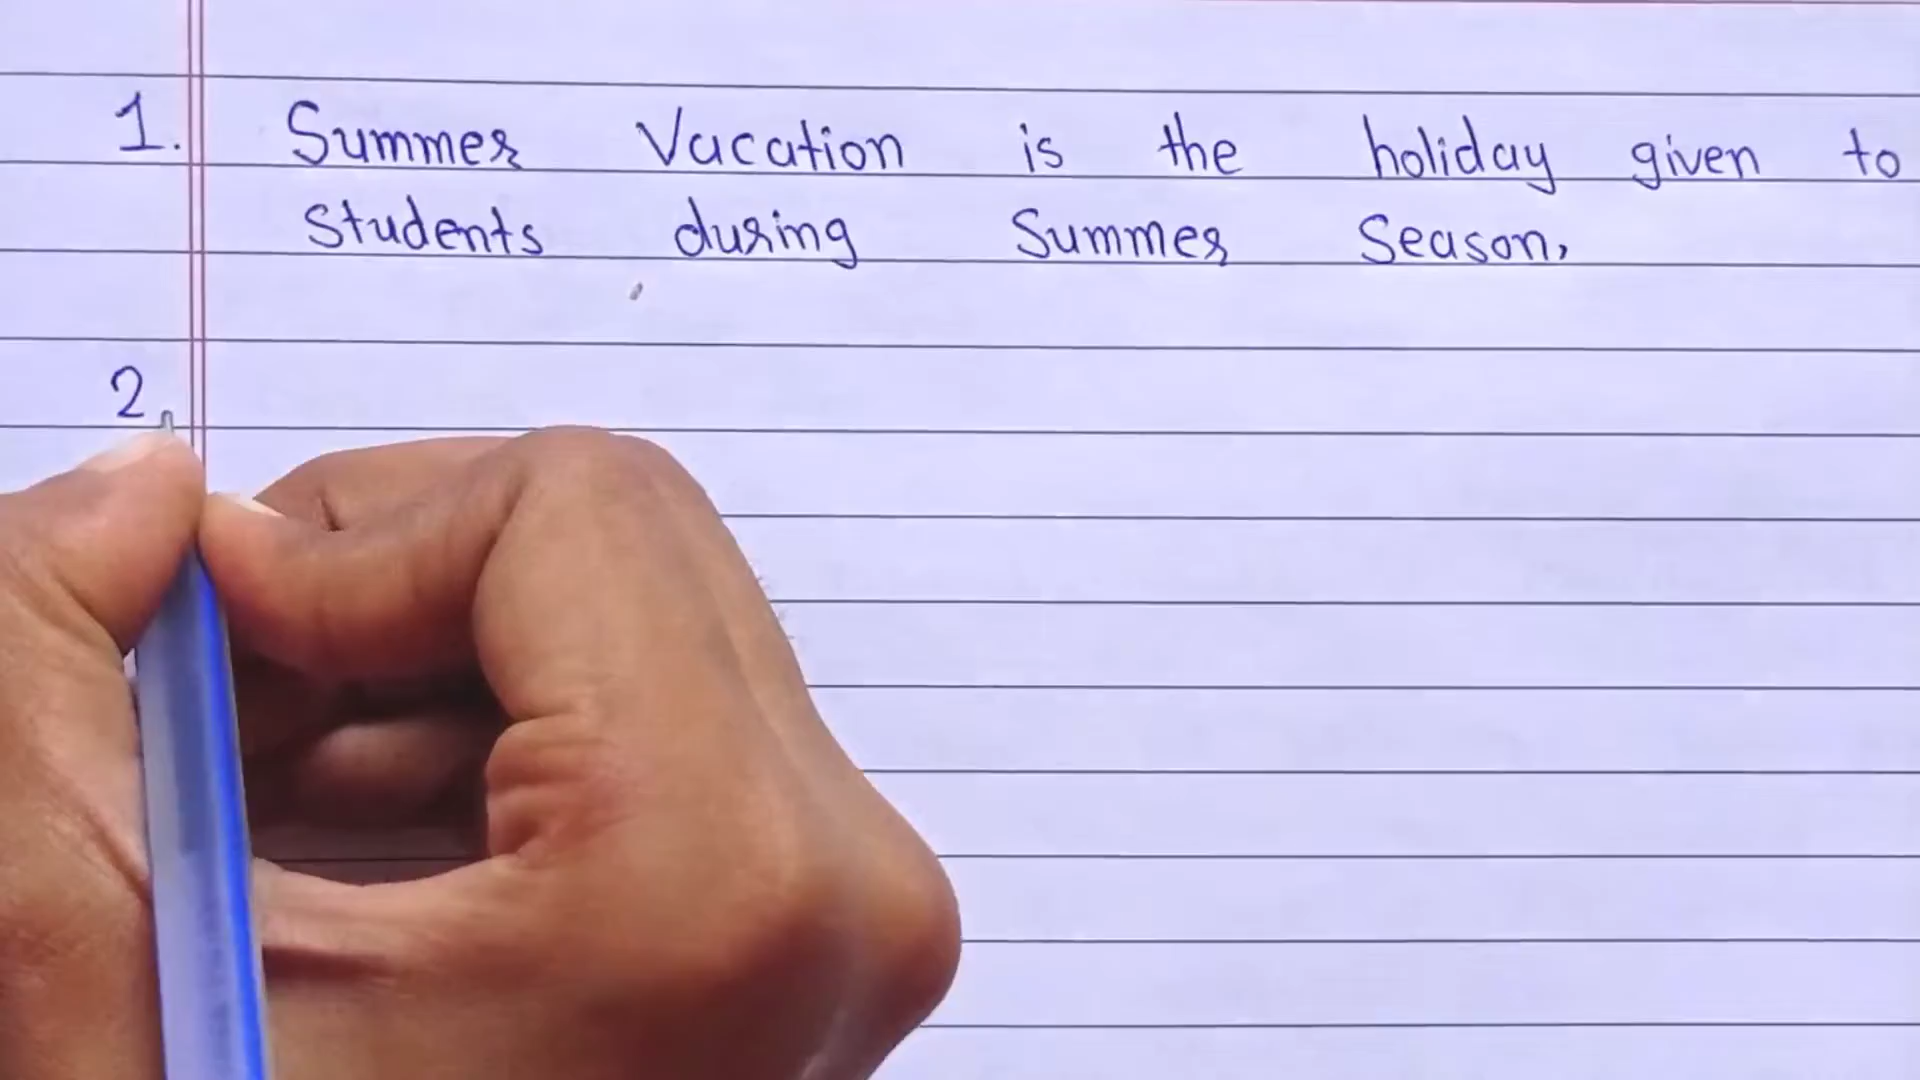 1. Summer Vacation is the holiday given to
Students during Summer Season,
2.